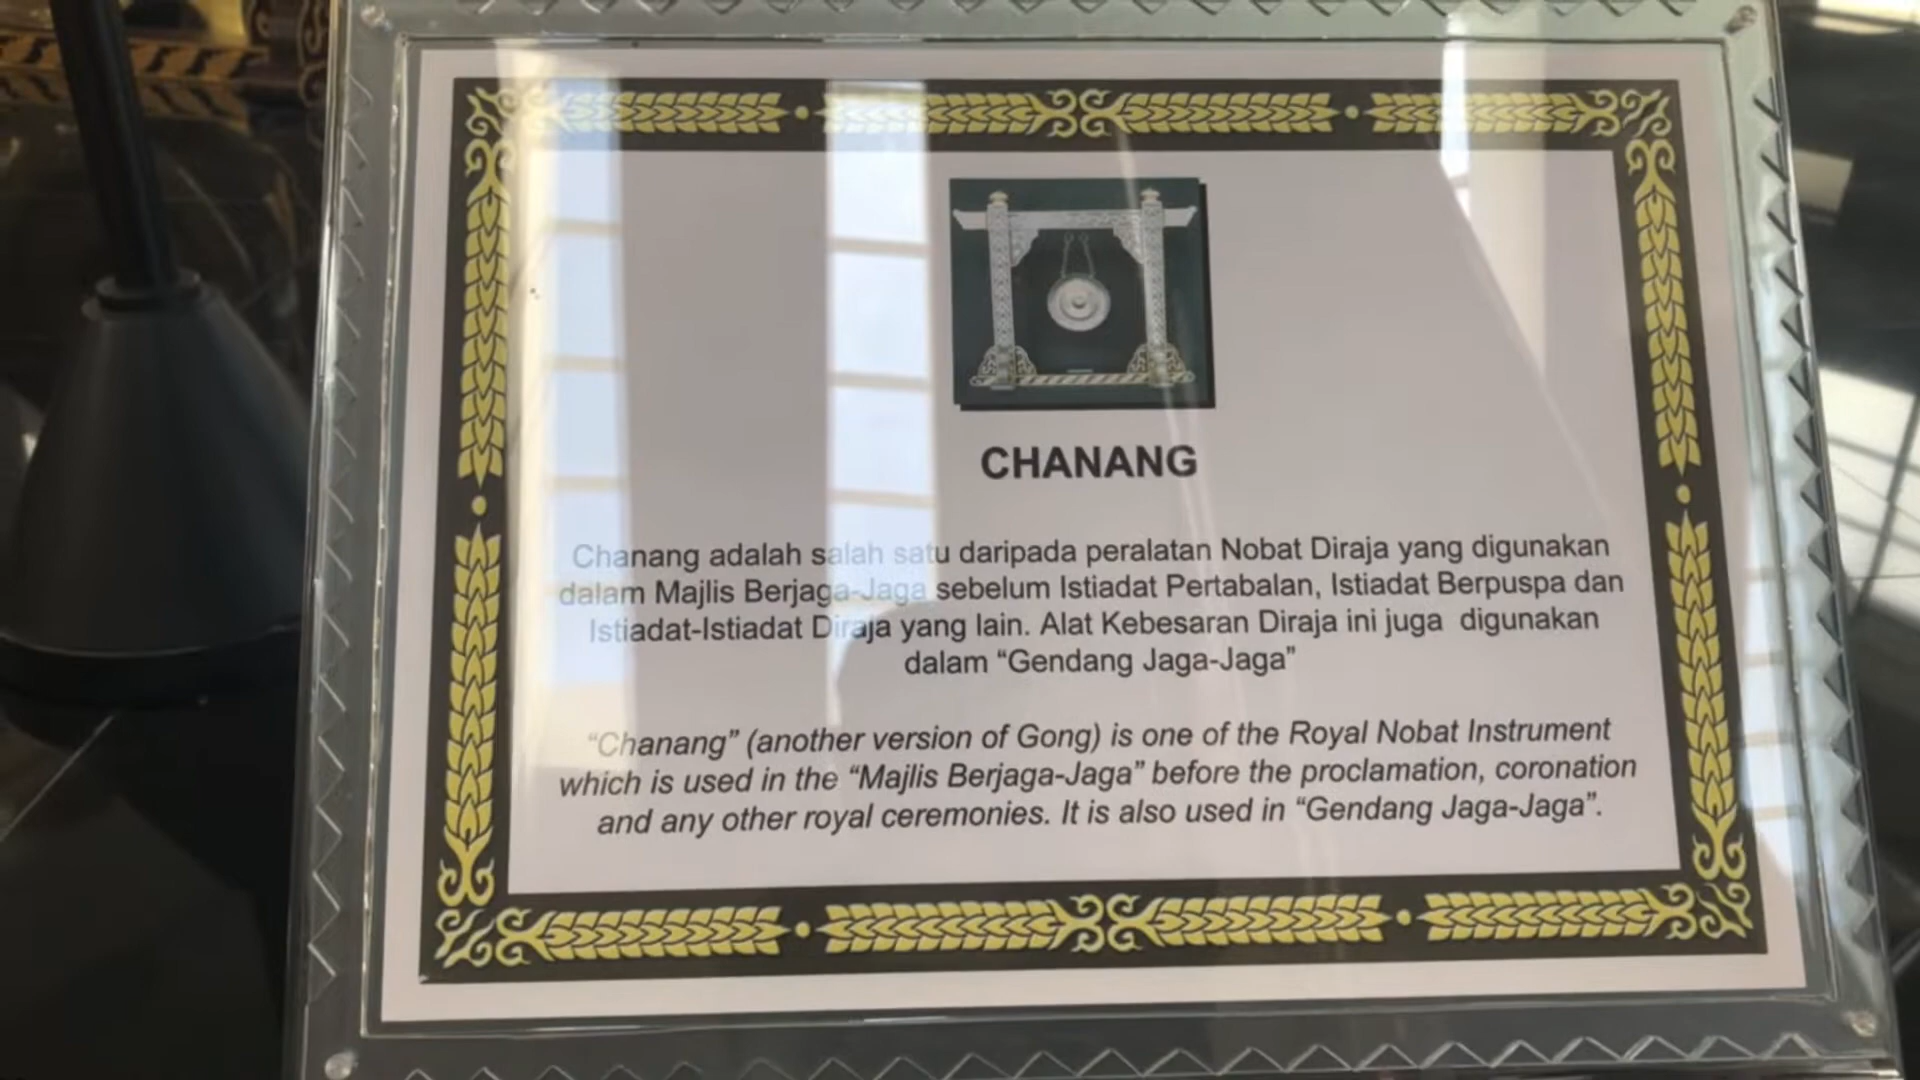 CHANANG
Chanang adalah salah satu daripada peralatan Nobat Diraja yang digunakan
dalam Majlis Berjaga-Jaga sebelum Istiadat Pertabalan, Istiadat Berpuspa dan
Istiadat-Istiadat Diraja yang lain. Alat Kebesaran Diraja ini juga digunakan
dalam “Gendang Jaga-Jaga”
“Chanang” (another version of Gong) is one of the Royal Nobat Instrument
which is used in the “Majlis Berjaga-Jaga” before the proclamation, coronation
and any other royal ceremonies. It is also used in “Gendang Jaga-Jaga”.